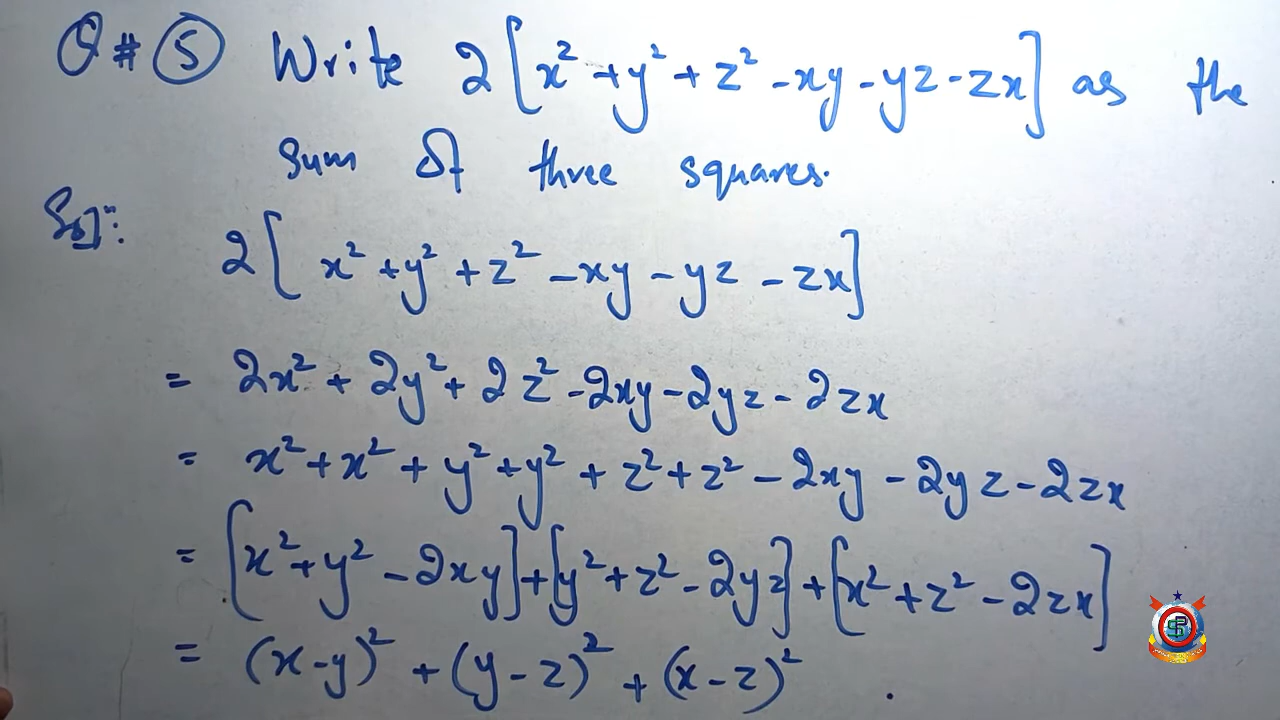 Q # 5 Write 2[x² + y² + z² - xy - yz - zx] as the
sum of three squares.
Sol:
2[x² + y² + z² - xy - yz - zx]
= 2x² + 2y² + 2z² - 2xy - 2yz - 2zx
= x² + x² + y² + y² + z² + z² - 2xy - 2yz - 2zx
= [x² + y² - 2xy] + [y² + z² - 2yz] + [x² + z² - 2zx]
= (x - y)² + (y - z)² + (x - z)² .